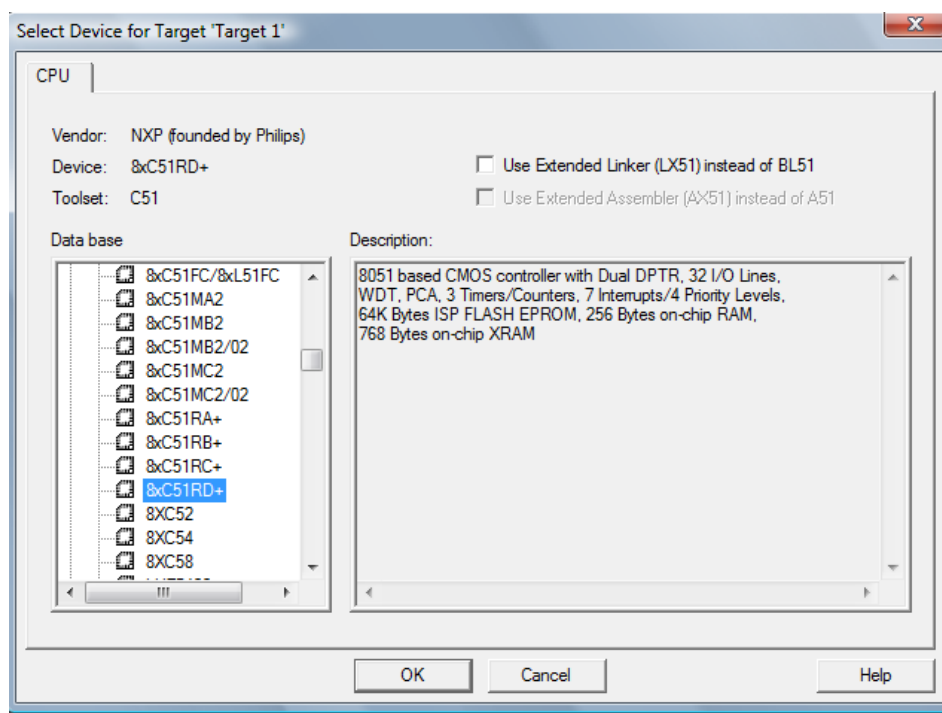 Select Device for Target 'Target 1'
CPU
Vendor: NXP (founded by Philips)
Device: 8xC51RD+
Toolset: C51
Use Extended Linker (LX51) instead of BL51
Use Extended Assembler (AX51) instead of A51
Data base
8xC51FC/8xL51FC
8xC51MA2
8xC51MB2
8xC51MB2/02
8xC51MC2
8xC51MC2/02
8xC51RA+
8xC51RB+
8xC51RC+
8xC51RD+
8XC52
8XC54
8XC58
Description:
8051 based CMOS controller with Dual DPTR, 32 I/O Lines,
WDT, PCA, 3 Timers/Counters, 7 Interrupts/4 Priority Levels,
64K Bytes ISP FLASH EPROM, 256 Bytes on-chip RAM,
768 Bytes on-chip XRAM
OK
Cancel
Help